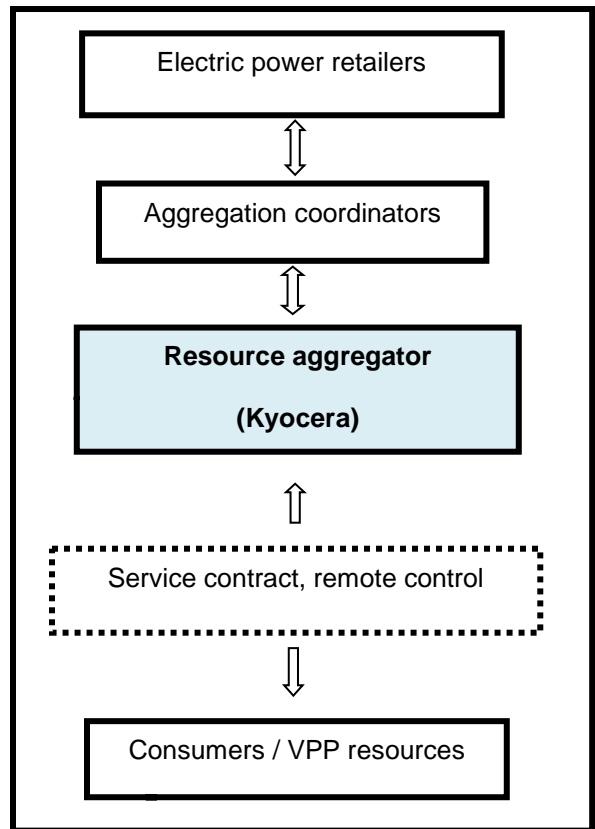 Electric power retailers
Aggregation coordinators
Resource aggregator
(Kyocera)
Service contract, remote control
Consumers / VPP resources